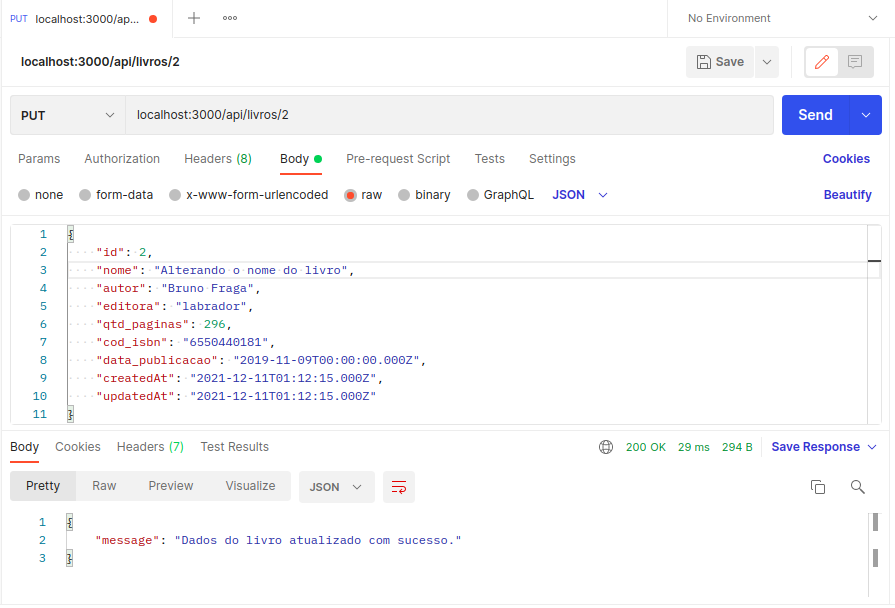 PUT localhost:3000/ap... No Environment
localhost:3000/api/livros/2 Save
PUT localhost:3000/api/livros/2 Send
Params Authorization Headers (8) Body Pre-request Script Tests Settings Cookies
none form-data x-www-form-urlencoded raw binary GraphQL JSON Beautify
1 {
2 "id": 2,
3 "nome": "Alterando o nome do livro",
4 "autor": "Bruno Fraga",
5 "editora": "labrador",
6 "qtd_paginas": 296,
7 "cod_isbn": "6550440181",
8 "data_publicacao": "2019-11-09T00:00:00.000Z",
9 "createdAt": "2021-12-11T01:12:15.000Z",
10 "updatedAt": "2021-12-11T01:12:15.000Z"
11 }
Body Cookies Headers (7) Test Results 200 OK 29 ms 294 B Save Response
Pretty Raw Preview Visualize JSON
1 {
2 "message": "Dados do livro atualizado com sucesso."
3 }